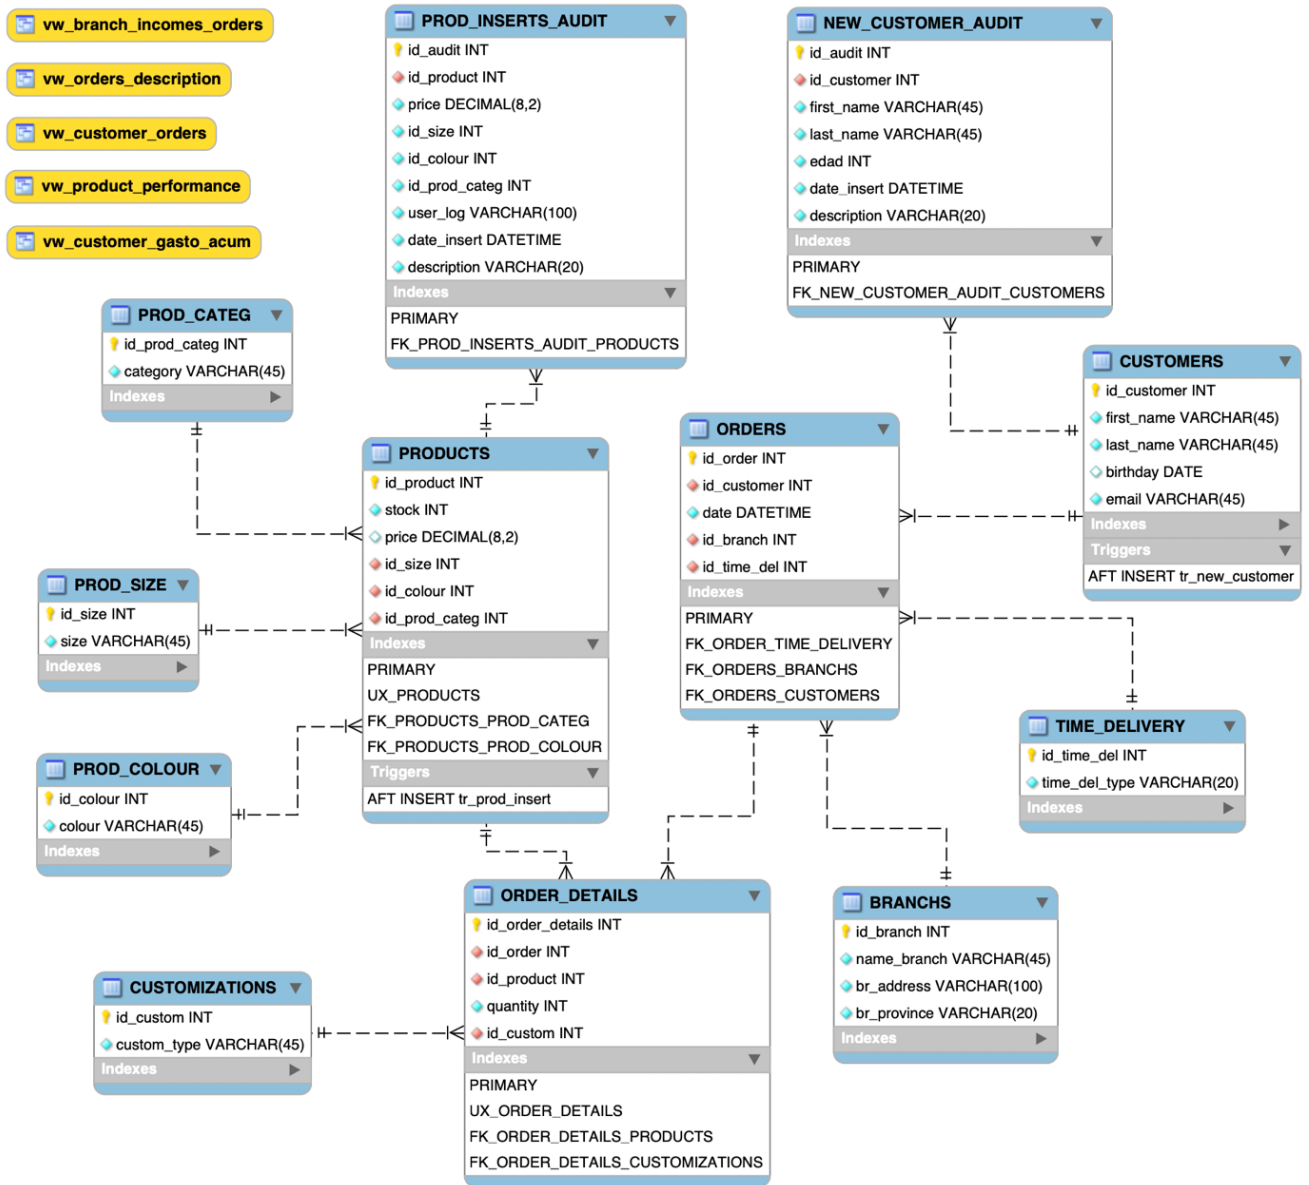 vw_branch_incomes_orders
vw_orders_description
vw_customer_orders
vw_product_performance
vw_customer_gasto_acum
PROD_INSERTS_AUDIT
id_audit INT
id_product INT
price DECIMAL(8,2)
id_size INT
id_colour INT
id_prod_categ INT
user_log VARCHAR(100)
date_insert DATETIME
description VARCHAR(20)
Indexes
PRIMARY
FK_PROD_INSERTS_AUDIT_PRODUCTS
NEW_CUSTOMER_AUDIT
id_audit INT
id_customer INT
first_name VARCHAR(45)
last_name VARCHAR(45)
edad INT
date_insert DATETIME
description VARCHAR(20)
Indexes
PRIMARY
FK_NEW_CUSTOMER_AUDIT_CUSTOMERS
PROD_CATEG
id_prod_categ INT
category VARCHAR(45)
Indexes
CUSTOMERS
id_customer INT
first_name VARCHAR(45)
last_name VARCHAR(45)
birthday DATE
email VARCHAR(45)
Indexes
Triggers
AFT INSERT tr_new_customer
PRODUCTS
id_product INT
stock INT
price DECIMAL(8,2)
id_size INT
id_colour INT
id_prod_categ INT
Indexes
PRIMARY
UX_PRODUCTS
FK_PRODUCTS_PROD_CATEG
FK_PRODUCTS_PROD_COLOUR
Triggers
AFT INSERT tr_prod_insert
ORDERS
id_order INT
id_customer INT
date DATETIME
id_branch INT
id_time_del INT
Indexes
PRIMARY
FK_ORDER_TIME_DELIVERY
FK_ORDERS_BRANCHS
FK_ORDERS_CUSTOMERS
PROD_SIZE
id_size INT
size VARCHAR(45)
Indexes
TIME_DELIVERY
id_time_del INT
time_del_type VARCHAR(20)
Indexes
PROD_COLOUR
id_colour INT
colour VARCHAR(45)
Indexes
ORDER_DETAILS
id_order_details INT
id_order INT
id_product INT
quantity INT
id_custom INT
Indexes
PRIMARY
UX_ORDER_DETAILS
FK_ORDER_DETAILS_PRODUCTS
FK_ORDER_DETAILS_CUSTOMIZATIONS
BRANCHS
id_branch INT
name_branch VARCHAR(45)
br_address VARCHAR(100)
br_province VARCHAR(20)
Indexes
CUSTOMIZATIONS
id_custom INT
custom_type VARCHAR(45)
Indexes